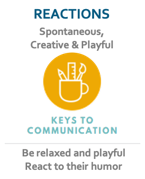 REACTIONS
Spontaneous,
Creative & Playful
KEYS TO
COMMUNICATION
Be relaxed and playful
React to their humor